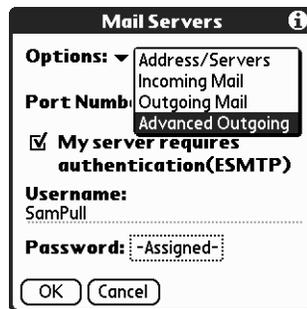 Mail Servers
Options:
Address/Servers
Incoming Mail
Outgoing Mail
Advanced Outgoing
Port Numb
My server requires
authentication(ESMTP)
Username:
SamPull
Password: -Assigned-
OK Cancel